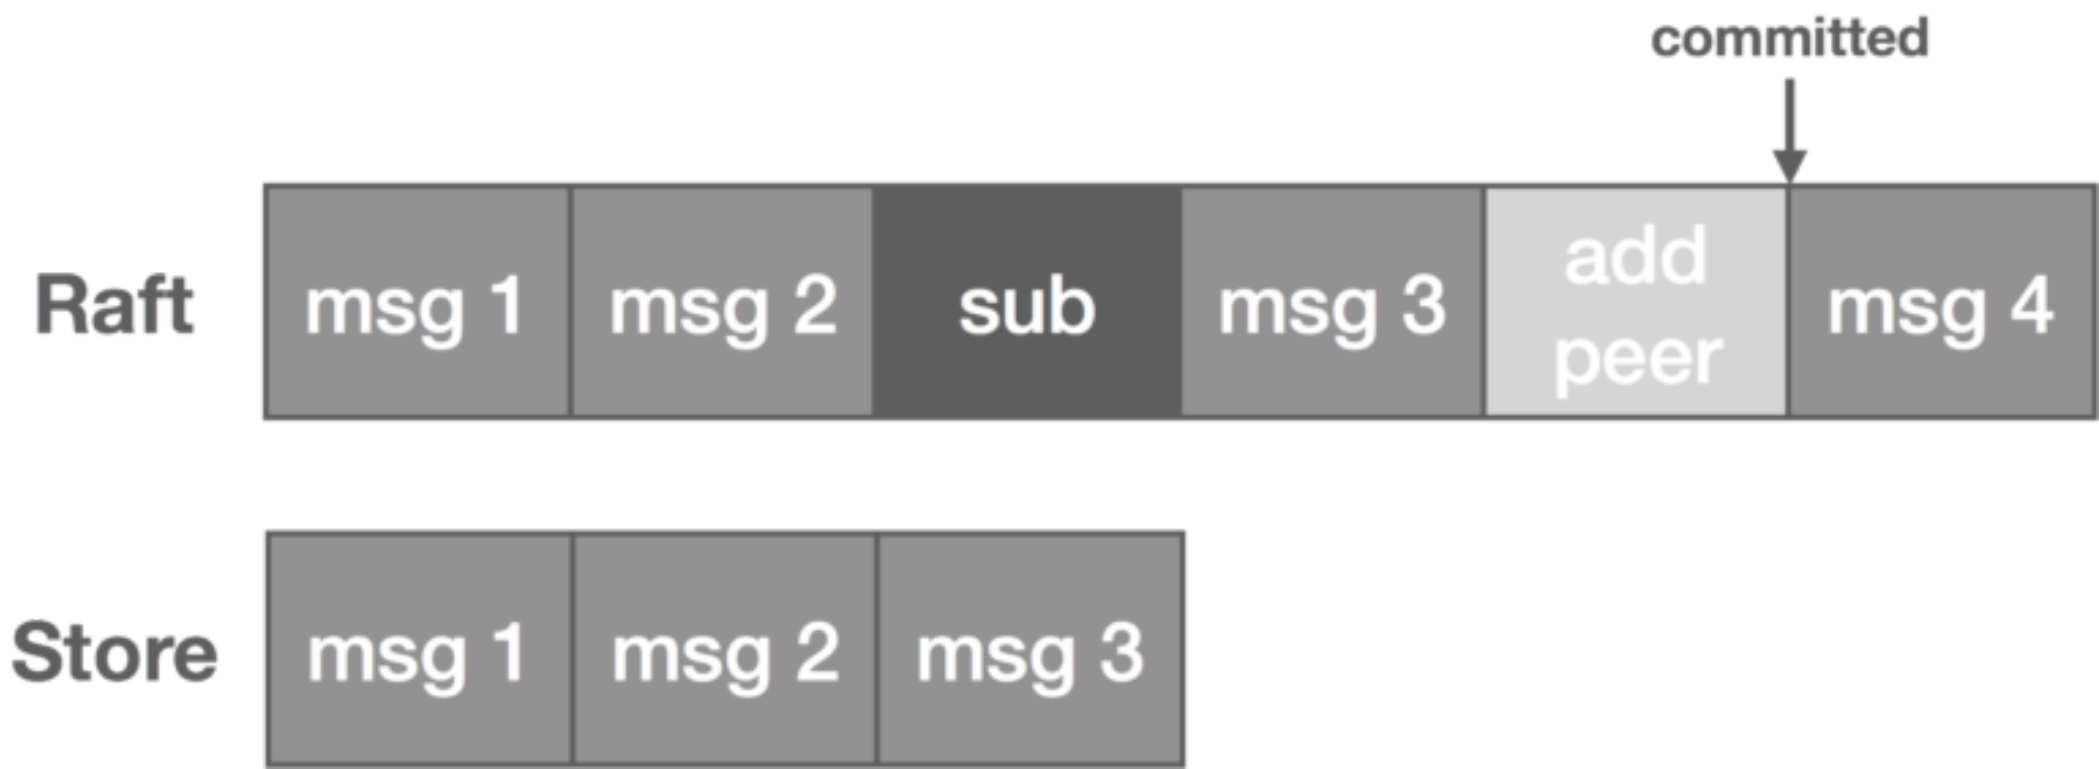 committed
Raft
msg 1
msg 2
sub
msg 3
add
peer
msg 4
Store
msg 1
msg 2
msg 3